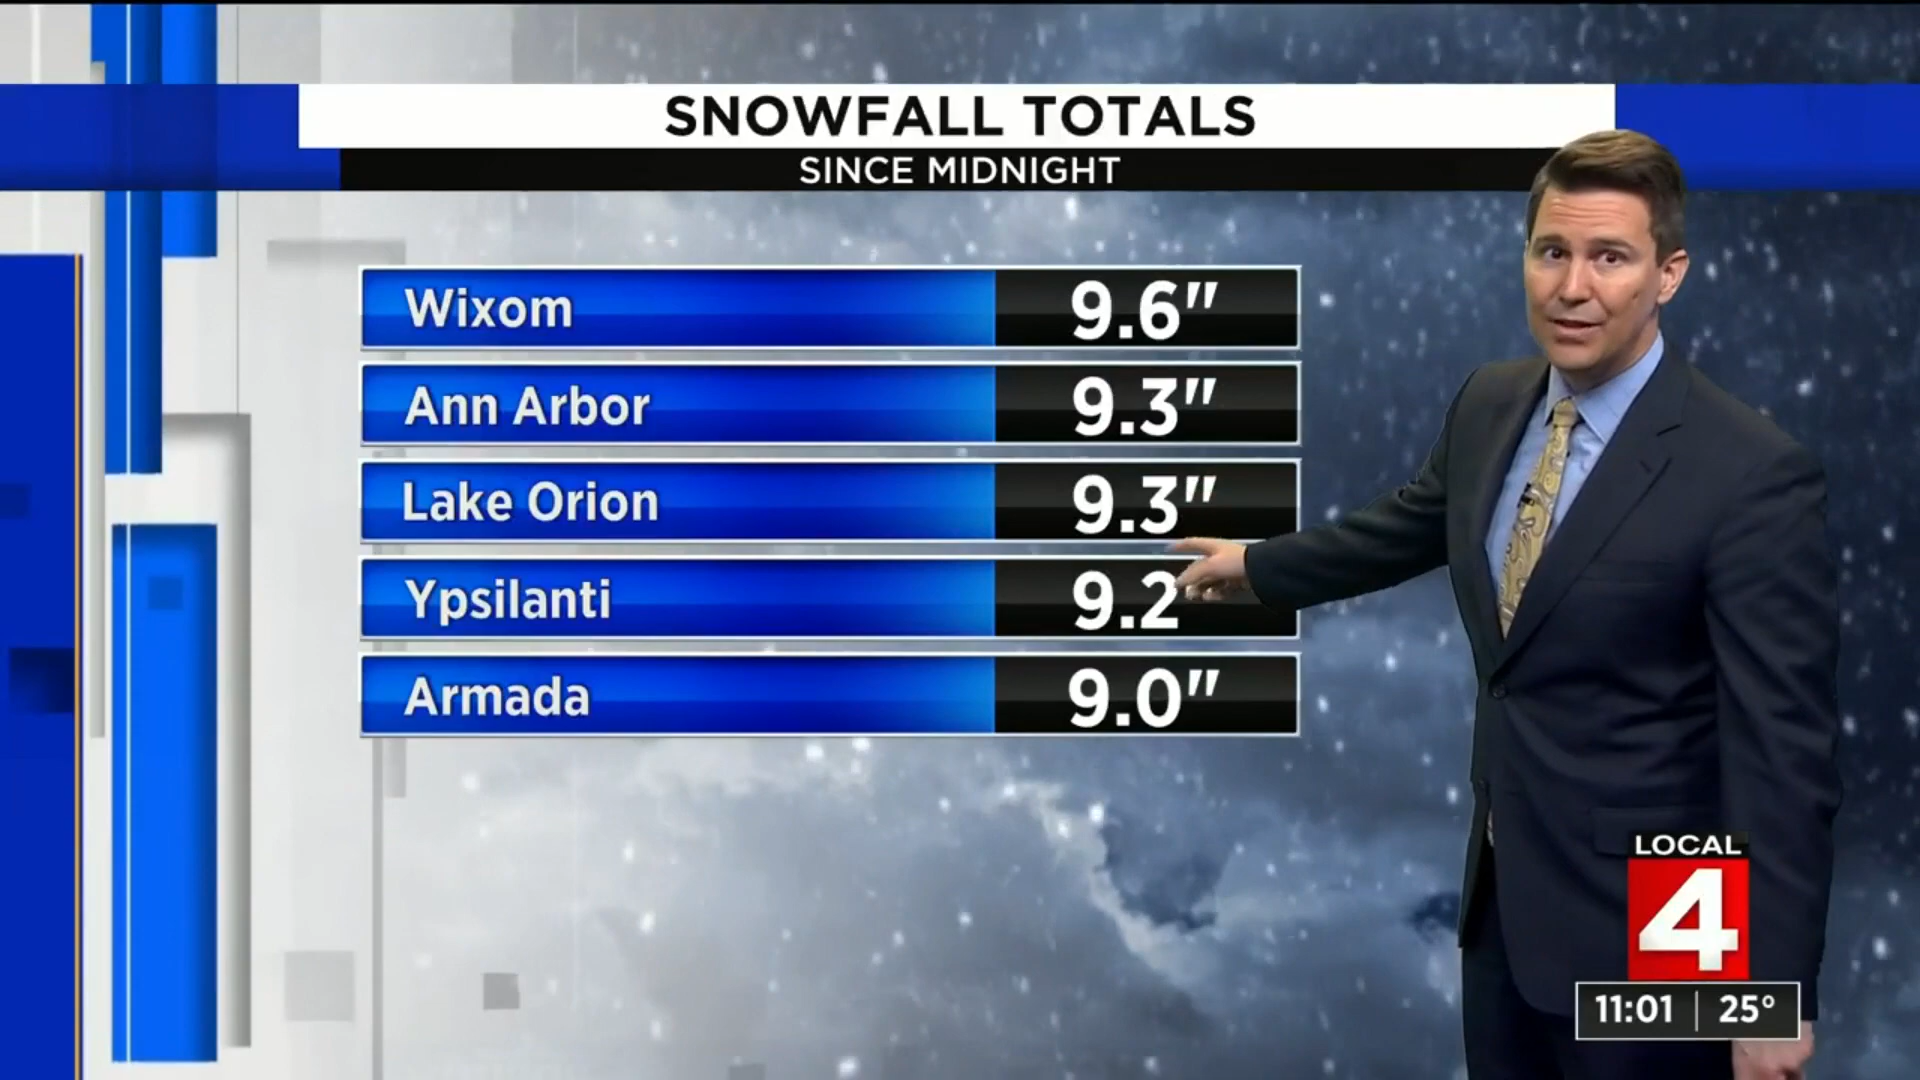 SNOWFALL TOTALS
SINCE MIDNIGHT
Wixom 9.6"
Ann Arbor 9.3"
Lake Orion 9.3"
Ypsilanti 9.2
Armada 9.0"
LOCAL
4
11:01 25°